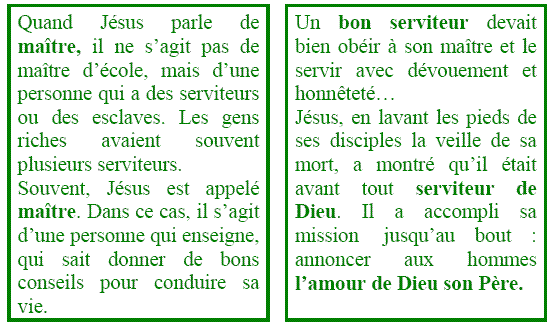 Quand Jésus parle de
maître, il ne s’agit pas de
maître d’école, mais d’une
personne qui a des serviteurs
ou des esclaves. Les gens
riches avaient souvent
plusieurs serviteurs.
Souvent, Jésus est appelé
maître. Dans ce cas, il s’agit
d’une personne qui enseigne,
qui sait donner de bons
conseils pour conduire sa
vie.
Un bon serviteur devait
bien obéir à son maître et le
servir avec dévouement et
honnêteté…
Jésus, en lavant les pieds de
ses disciples la veille de sa
mort, a montré qu’il était
avant tout serviteur de
Dieu. Il a accompli sa
mission jusqu’au bout :
annoncer aux hommes
l’amour de Dieu son Père.